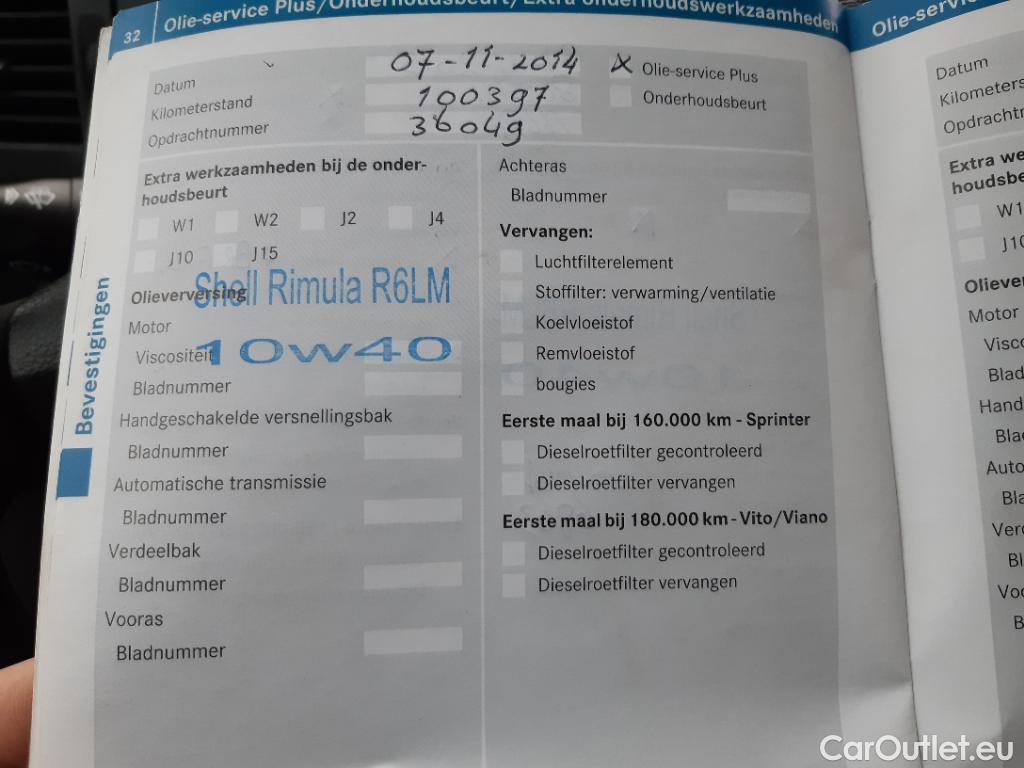 32 Olie-service Plus/Onderhoudsbeurt/Extra onderhoudswerkzaamheden
Datum 07-11-2014
Kilometerstand 100397
Opdrachtnummer 36049
X Olie-service Plus
Onderhoudsbeurt
Extra werkzaamheden bij de onder-
houdsbeurt
W1 W2 J2 J4
J10 J15
Shell Rimula R6LM
Olieverversing
Motor
Viscositeit 10W40
Bladnummer
Handgeschakelde versnellingsbak
Bladnummer
Automatische transmissie
Bladnummer
Verdeelbak
Bladnummer
Vooras
Bladnummer
Achteras
Bladnummer
Vervangen:
Luchtfilterelement
Stoffilter: verwarming/ventilatie
Koelvloeistof
Remvloeistof
bougies
Eerste maal bij 160.000 km - Sprinter
Dieselroetfilter gecontroleerd
Dieselroetfilter vervangen
Eerste maal bij 180.000 km - Vito/Viano
Dieselroetfilter gecontroleerd
Dieselroetfilter vervangen
Bevestigingen
Olie-servic
Datum
Kilometers
Opdrachtn
Extra we
houdsbe
W1
J10
Oliever
Motor
Visco
Blad
Hand
Bla
Auto
Bla
Verd
Bl
Voo
B
CarOutlet.eu